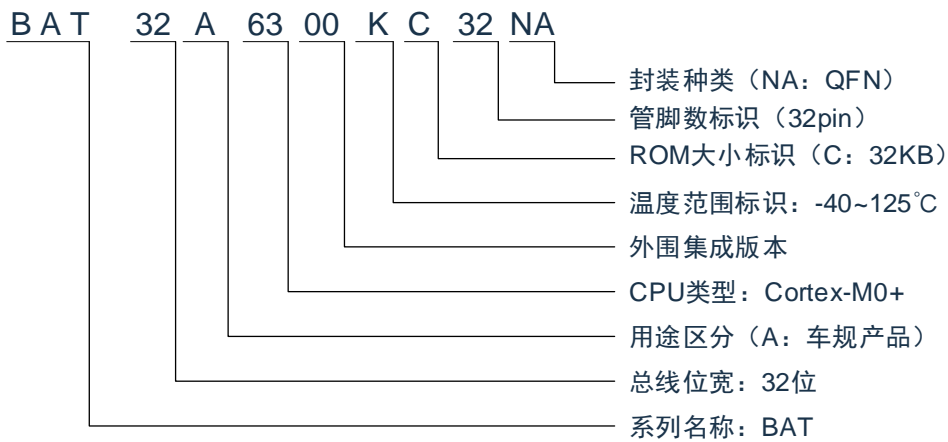 BAT 32 A 63 00 K C 32 NA
封装种类（NA：QFN）
管脚数标识（32pin）
ROM大小标识（C：32KB）
温度范围标识：-40~125℃
外围集成版本
CPU类型：Cortex-M0+
用途区分（A：车规产品）
总线位宽：32位
系列名称：BAT